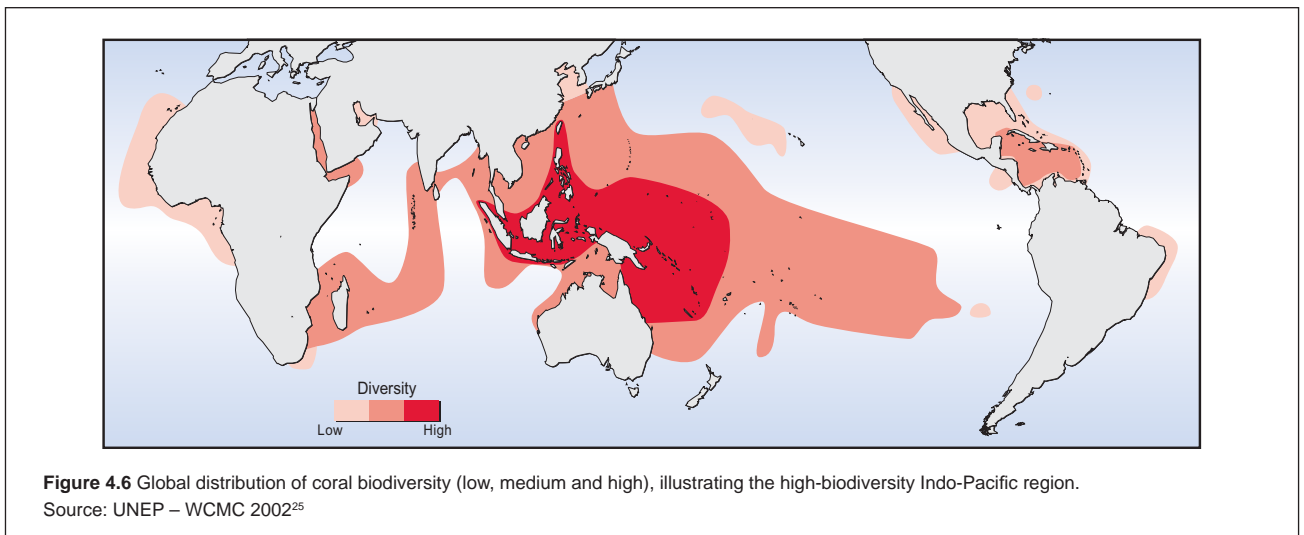 Diversity
Low High
Figure 4.6 Global distribution of coral biodiversity (low, medium and high), illustrating the high-biodiversity Indo-Pacific region.
Source: UNEP – WCMC 2002²⁵